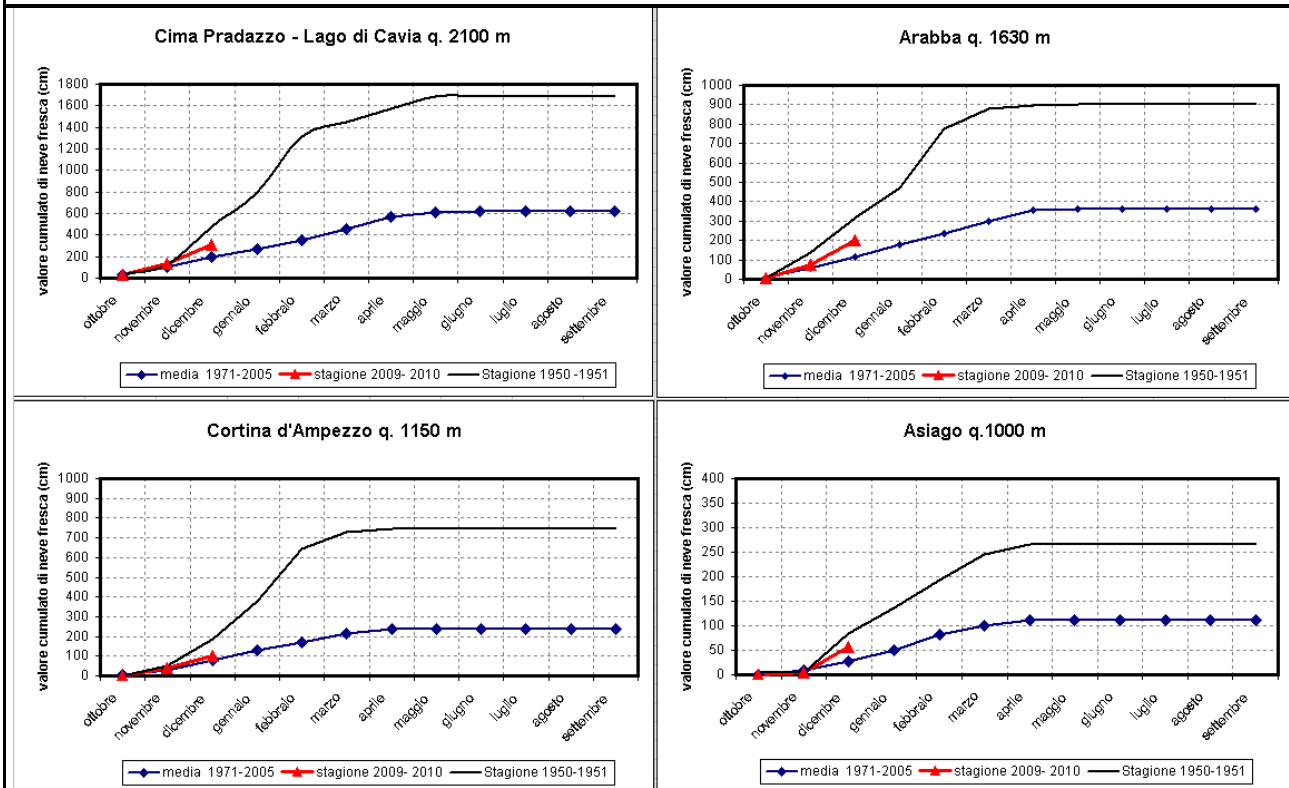 Cima Pradazzo - Lago di Cavia q. 2100 m
valore cumulato di neve fresca (cm)
1800
1600
1400
1200
1000
800
600
400
200
0
ottobre
novembre
dicembre
gennaio
febbraio
marzo
aprile
maggio
giugno
luglio
agosto
settembre
media 1971-2005 stagione 2009- 2010 Stagione 1950 -1951
Arabba q. 1630 m
valore cumulato di neve fresca (cm)
1000
900
800
700
600
500
400
300
200
100
0
ottobre
novembre
dicembre
gennaio
febbraio
marzo
aprile
maggio
giugno
luglio
agosto
settembre
media 1971-2005 stagione 2009- 2010 Stagione 1950-1951
Cortina d'Ampezzo q. 1150 m
valore cumulato di neve fresca (cm)
1000
900
800
700
600
500
400
300
200
100
0
ottobre
novembre
dicembre
gennaio
febbraio
marzo
aprile
maggio
giugno
luglio
agosto
settembre
media 1971-2005 stagione 2009- 2010 Stagione 1950-1951
Asiago q.1000 m
valore cumulato di neve fresca (cm)
400
350
300
250
200
150
100
50
0
ottobre
novembre
dicembre
gennaio
febbraio
marzo
aprile
maggio
giugno
luglio
agosto
settembre
media 1971-2005 stagione 2009- 2010 Stagione 1950-1951